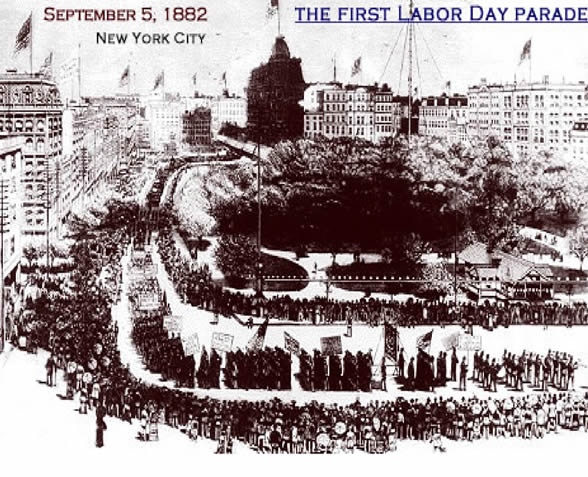 September 5, 1882
the first Labor Day parade
New York City